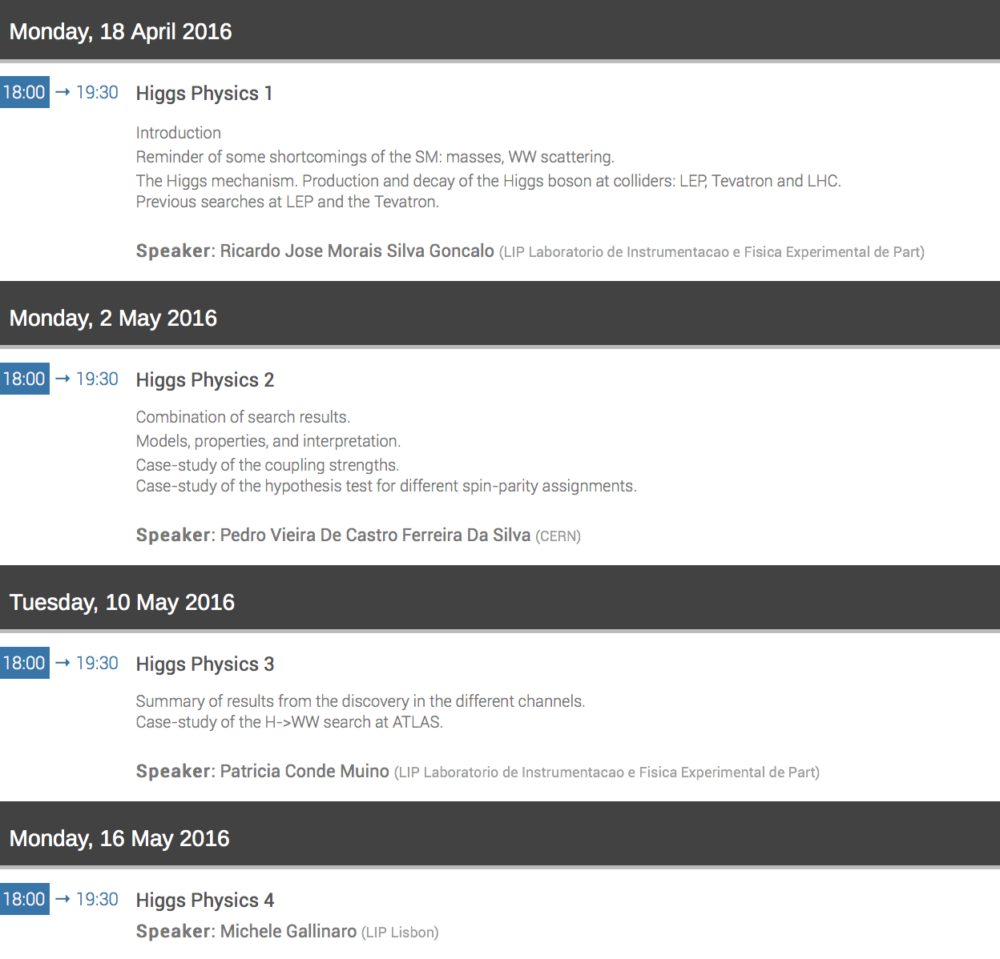 Monday, 18 April 2016
18:00 → 19:30 Higgs Physics 1
Introduction
Reminder of some shortcomings of the SM: masses, WW scattering.
The Higgs mechanism. Production and decay of the Higgs boson at colliders: LEP, Tevatron and LHC.
Previous searches at LEP and the Tevatron.
Speaker: Ricardo Jose Morais Silva Goncalo (LIP Laboratorio de Instrumentacao e Fisica Experimental de Part)
Monday, 2 May 2016
18:00 → 19:30 Higgs Physics 2
Combination of search results.
Models, properties, and interpretation.
Case-study of the coupling strengths.
Case-study of the hypothesis test for different spin-parity assignments.
Speaker: Pedro Vieira De Castro Ferreira Da Silva (CERN)
Tuesday, 10 May 2016
18:00 → 19:30 Higgs Physics 3
Summary of results from the discovery in the different channels.
Case-study of the H->WW search at ATLAS.
Speaker: Patricia Conde Muino (LIP Laboratorio de Instrumentacao e Fisica Experimental de Part)
Monday, 16 May 2016
18:00 → 19:30 Higgs Physics 4
Speaker: Michele Gallinaro (LIP Lisbon)